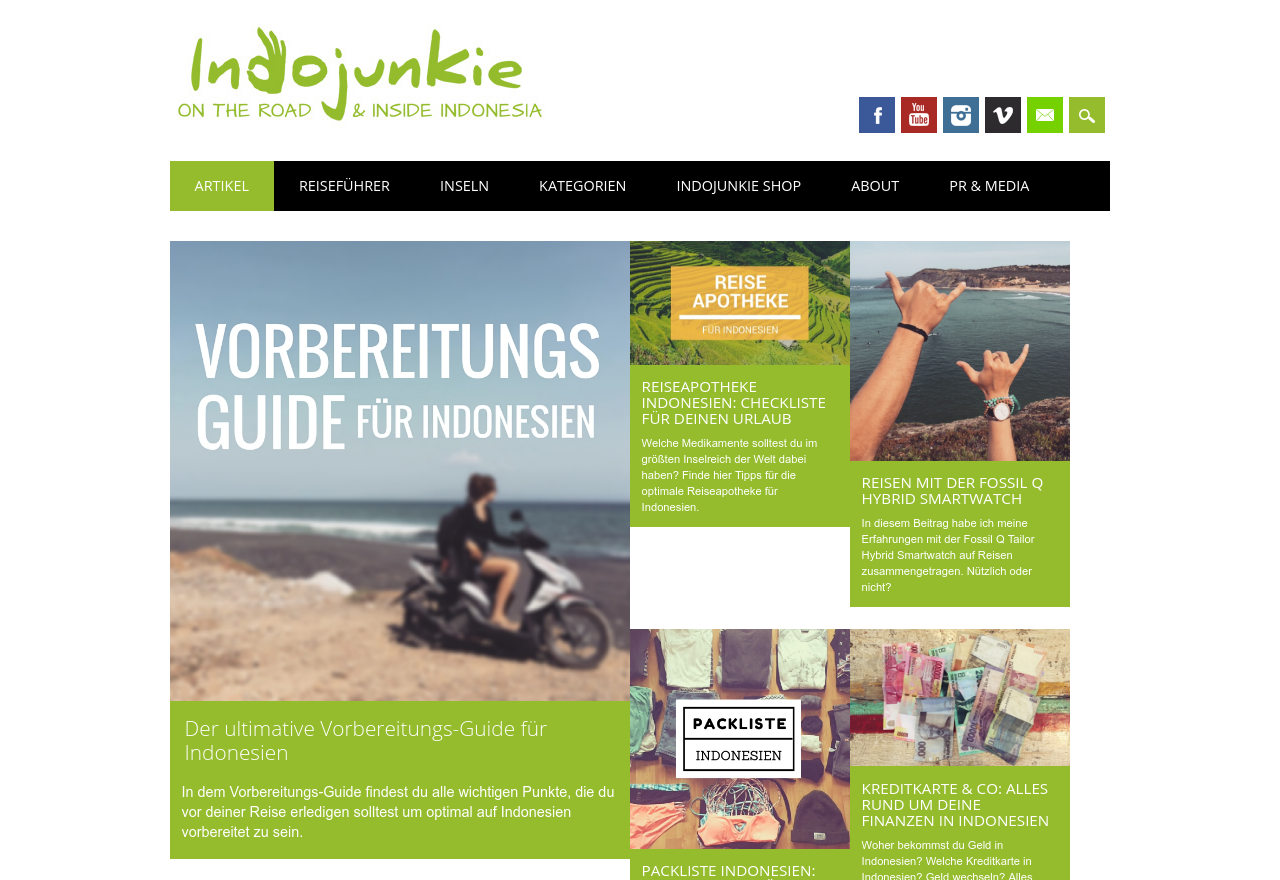 Indojunkie
ON THE ROAD & INSIDE INDONESIA
You
Tube
ARTIKEL
REISEFÜHRER
INSELN
KATEGORIEN
INDOJUNKIE SHOP
ABOUT
PR & MEDIA
VORBEREITUNGS
GUIDE FÜR INDONESIEN
Der ultimative Vorbereitungs-Guide für
Indonesien
In dem Vorbereitungs-Guide findest du alle wichtigen Punkte, die du
vor deiner Reise erledigen solltest um optimal auf Indonesien
vorbereitet zu sein.
REISE
APOTHEKE
FÜR INDONESIEN
REISEAPOTHEKE
INDONESIEN: CHECKLISTE
FÜR DEINEN URLAUB
Welche Medikamente solltest du im
größten Inselreich der Welt dabei
haben? Finde hier Tipps für die
optimale Reiseapotheke für
Indonesien.
REISEN MIT DER FOSSIL Q
HYBRID SMARTWATCH
In diesem Beitrag habe ich meine
Erfahrungen mit der Fossil Q Tailor
Hybrid Smartwatch auf Reisen
zusammengetragen. Nützlich oder
nicht?
PACKLISTE
INDONESIEN
PACKLISTE INDONESIEN:
KREDITKARTE & CO: ALLES
RUND UM DEINE
FINANZEN IN INDONESIEN
Woher bekommst du Geld in
Indonesien? Welche Kreditkarte in
Indonesien? Geld wechseln? Alles